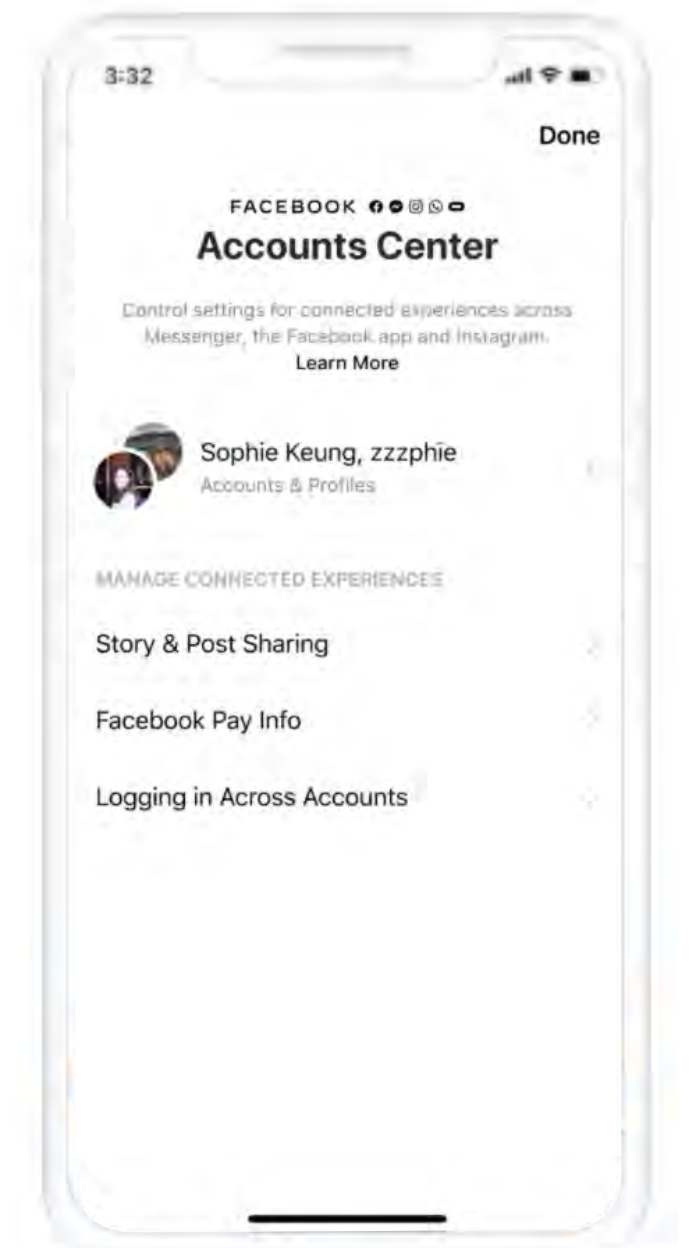 3:32
Done
FACEBOOK
Accounts Center
Control settings for connected experiences across
Messenger, the Facebook app and Instagram.
Learn More
Sophie Keung, zzzphie
Accounts & Profiles
MANAGE CONNECTED EXPERIENCES
Story & Post Sharing
Facebook Pay Info
Logging in Across Accounts